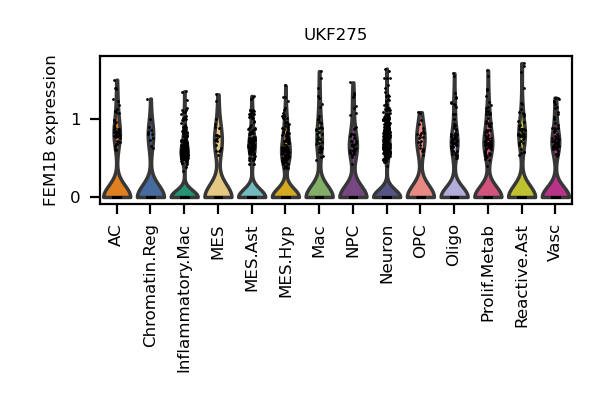 UKF275
FEM1B expression
1
0
AC
Chromatin.Reg
Inflammatory.Mac
MES
MES.Ast
MES.Hyp
Mac
NPC
Neuron
OPC
Oligo
Prolif.Metab
Reactive.Ast
Vasc